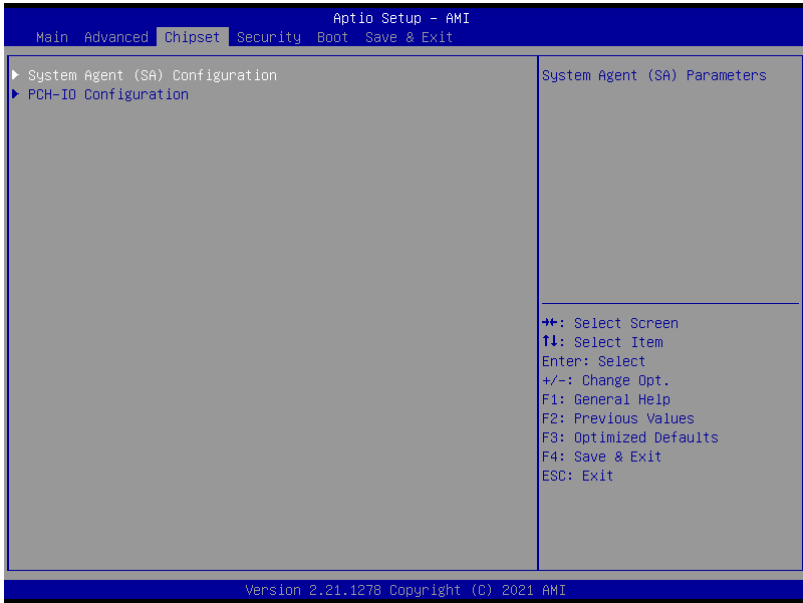 Aptio Setup – AMI
Main Advanced Chipset Security Boot Save & Exit
▶ System Agent (SA) Configuration
▶ PCH-IO Configuration
System Agent (SA) Parameters
→←: Select Screen
↑↓: Select Item
Enter: Select
+/-: Change Opt.
F1: General Help
F2: Previous Values
F3: Optimized Defaults
F4: Save & Exit
ESC: Exit
Version 2.21.1278 Copyright (C) 2021 AMI